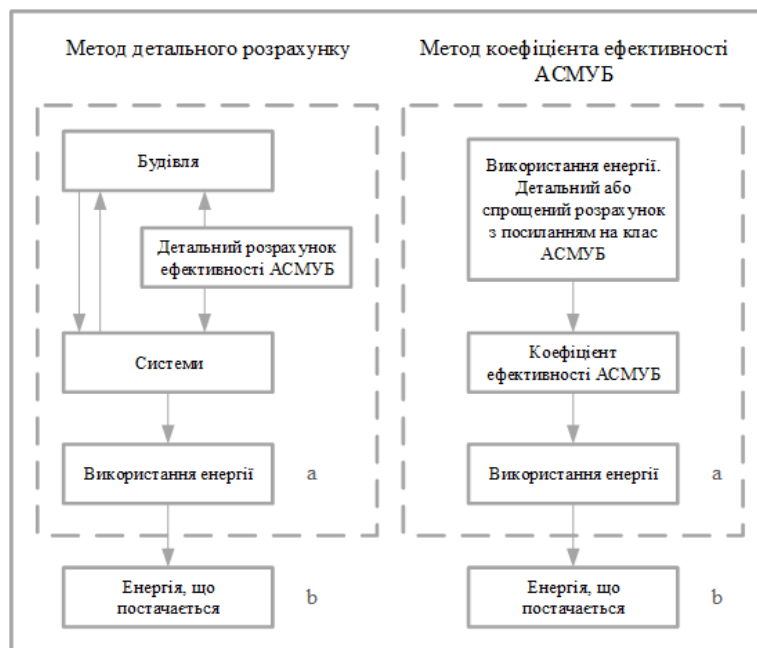 Метод детального розрахунку
Будівля
Детальний розрахунок
ефективності АСМУБ
Системи
Використання енергії
a
Енергія, що
постачається
b
Метод коефіцієнта ефективності
АСМУБ
Використання енергії.
Детальний або
спрощений розрахунок
з посиланням на клас
АСМУБ
Коефіцієнт
ефективності АСМУБ
Використання енергії
a
Енергія, що
постачається
b